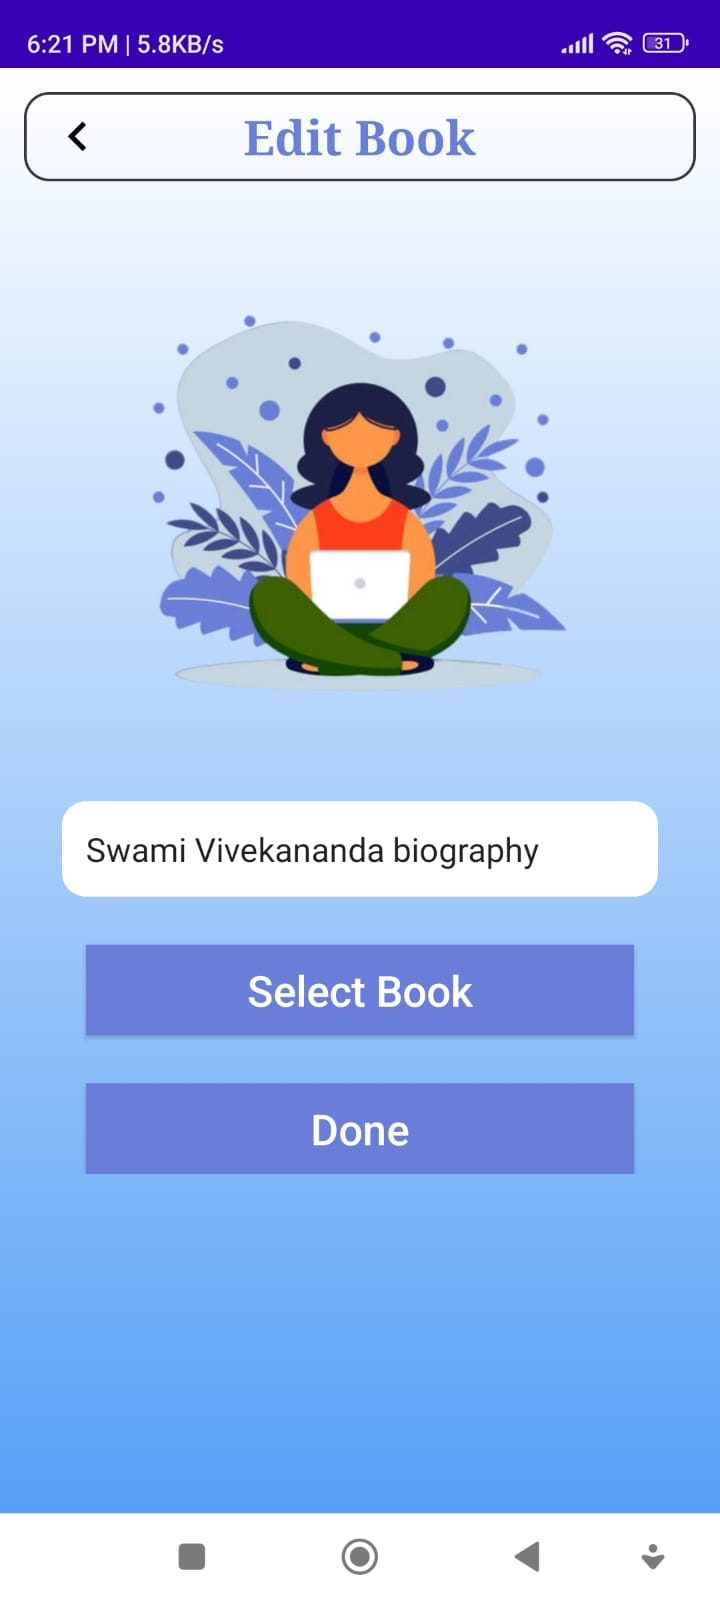 6:21 PM | 5.8KB/s 31
Edit Book
Swami Vivekananda biography
Select Book
Done